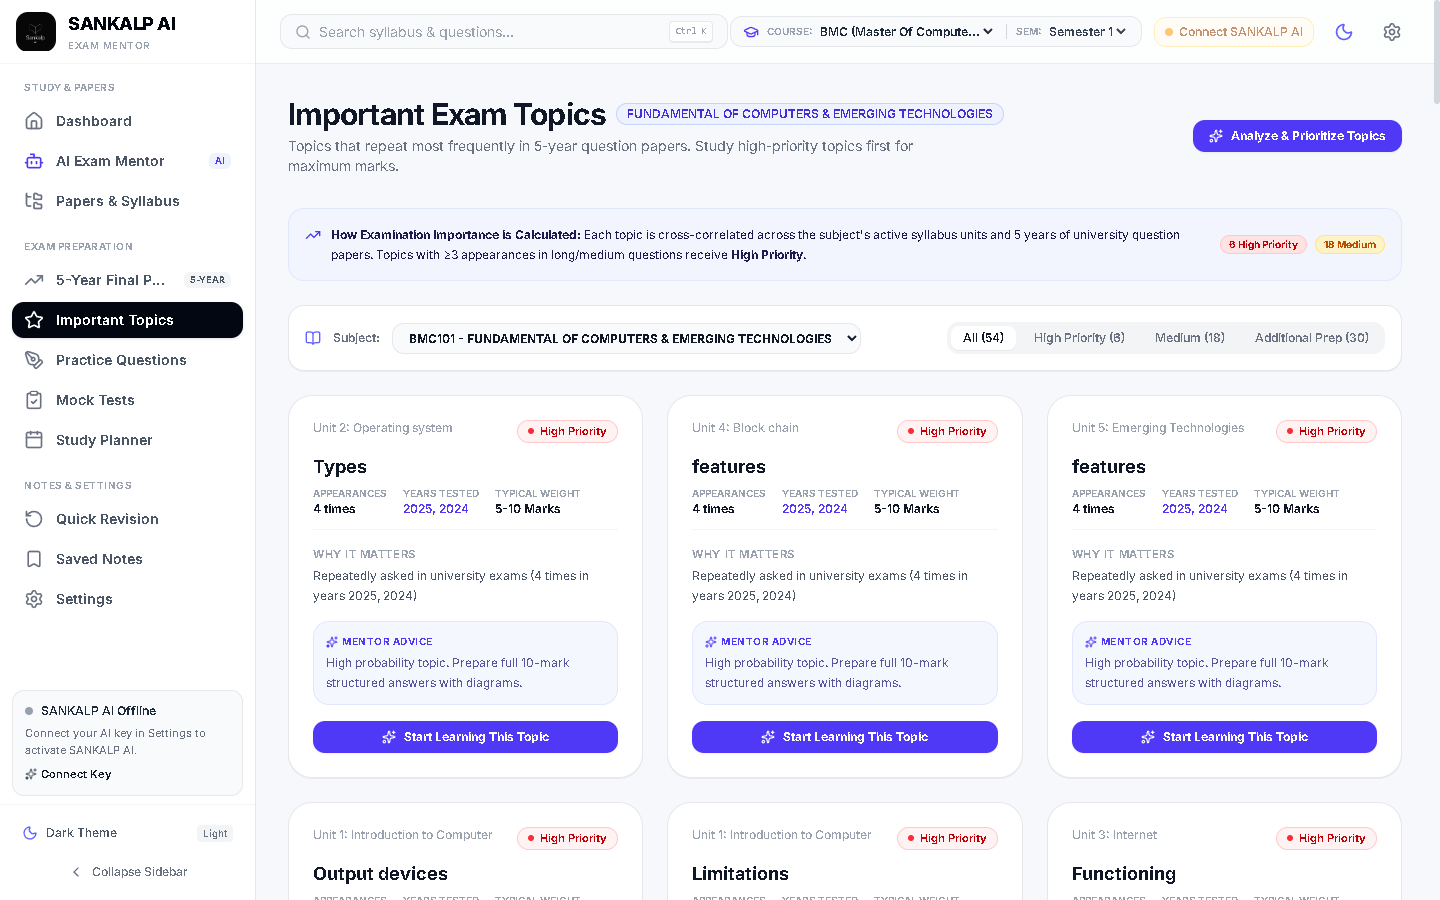 SANKALP AI
EXAM MENTOR
STUDY & PAPERS
Dashboard
AI Exam Mentor
AI
Papers & Syllabus
EXAM PREPARATION
5-Year Final P...
5-YEAR
Important Topics
Practice Questions
Mock Tests
Study Planner
NOTES & SETTINGS
Quick Revision
Saved Notes
Settings
SANKALP AI Offline
Connect your AI key in Settings to
activate SANKALP AI.
Connect Key
Dark Theme
Light
Collapse Sidebar
Search syllabus & questions...
Ctrl K
COURSE: BMC (Master Of Compute...
SEM: Semester 1
Connect SANKALP AI
Important Exam Topics
FUNDAMENTAL OF COMPUTERS & EMERGING TECHNOLOGIES
Topics that repeat most frequently in 5-year question papers. Study high-priority topics first for
maximum marks.
Analyze & Prioritize Topics
How Examination Importance is Calculated: Each topic is cross-correlated across the subject's active syllabus units and 5 years of university question
papers. Topics with ≥3 appearances in long/medium questions receive High Priority.
6 High Priority
18 Medium
Subject:
BMC101 - FUNDAMENTAL OF COMPUTERS & EMERGING TECHNOLOGIES
All (54)
High Priority (6)
Medium (18)
Additional Prep (30)
Unit 2: Operating system
High Priority
Types
APPEARANCES YEARS TESTED TYPICAL WEIGHT
4 times 2025, 2024 5-10 Marks
WHY IT MATTERS
Repeatedly asked in university exams (4 times in
years 2025, 2024)
MENTOR ADVICE
High probability topic. Prepare full 10-mark
structured answers with diagrams.
Start Learning This Topic
Unit 4: Block chain
High Priority
features
APPEARANCES YEARS TESTED TYPICAL WEIGHT
4 times 2025, 2024 5-10 Marks
WHY IT MATTERS
Repeatedly asked in university exams (4 times in
years 2025, 2024)
MENTOR ADVICE
High probability topic. Prepare full 10-mark
structured answers with diagrams.
Start Learning This Topic
Unit 5: Emerging Technologies
High Priority
features
APPEARANCES YEARS TESTED TYPICAL WEIGHT
4 times 2025, 2024 5-10 Marks
WHY IT MATTERS
Repeatedly asked in university exams (4 times in
years 2025, 2024)
MENTOR ADVICE
High probability topic. Prepare full 10-mark
structured answers with diagrams.
Start Learning This Topic
Unit 1: Introduction to Computer
High Priority
Output devices
APPEARANCES YEARS TESTED TYPICAL WEIGHT
Unit 1: Introduction to Computer
High Priority
Limitations
APPEARANCES YEARS TESTED TYPICAL WEIGHT
Unit 3: Internet
High Priority
Functioning
APPEARANCES YEARS TESTED TYPICAL WEIGHT